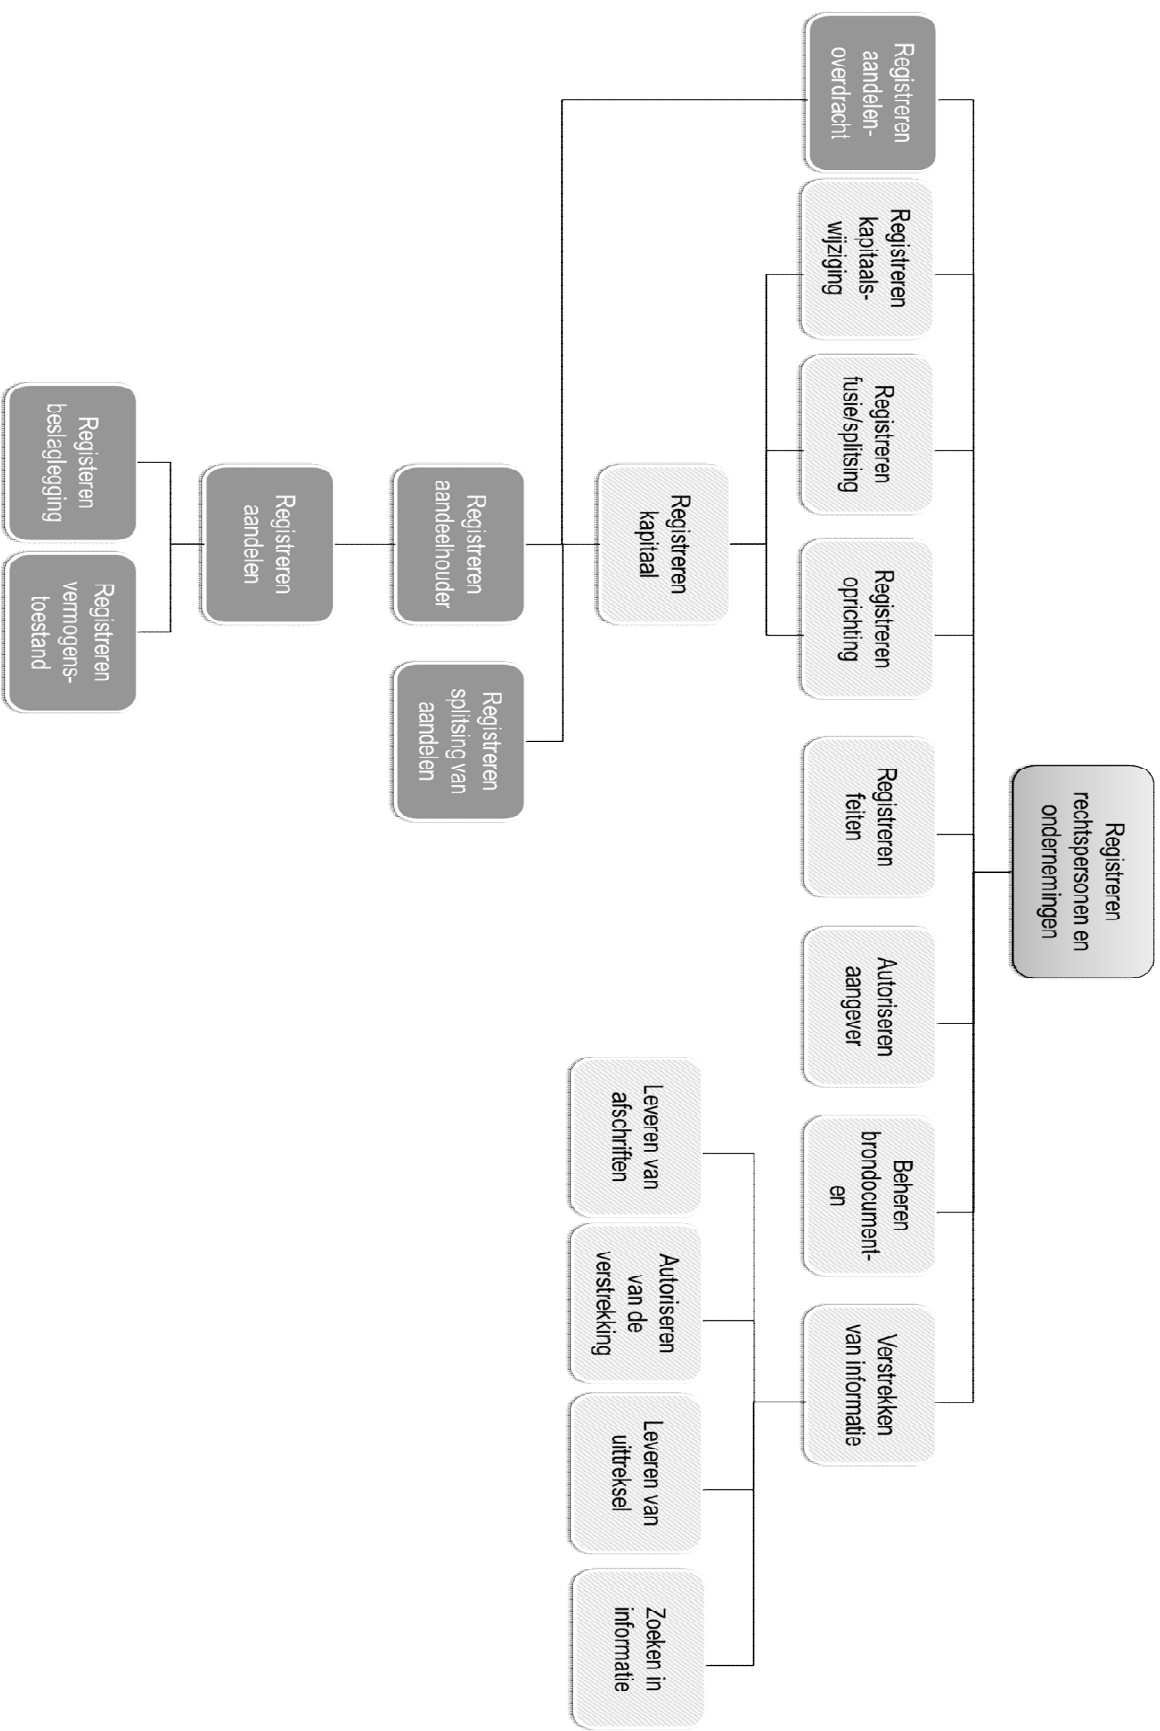 Registreren
rechtspersonen en
ondernemingen
Registreren
aandelen-
overdracht
Registreren
kapitaals-
wijziging
Registreren
fusie/splitsing
Registreren
oprichting
Registreren
feiten
Autoriseren
aangever
Beheren
brondocument-
en
Verstrekken
van informatie
Registreren
kapitaal
Leveren van
afschriften
Autoriseren
van de
verstrekking
Leveren van
uittreksel
Zoeken in
informatie
Registreren
aandeelhouder
Registreren
splitsing van
aandelen
Registreren
aandelen
Registeren
beslaglegging
Registreren
vermogens-
toestand